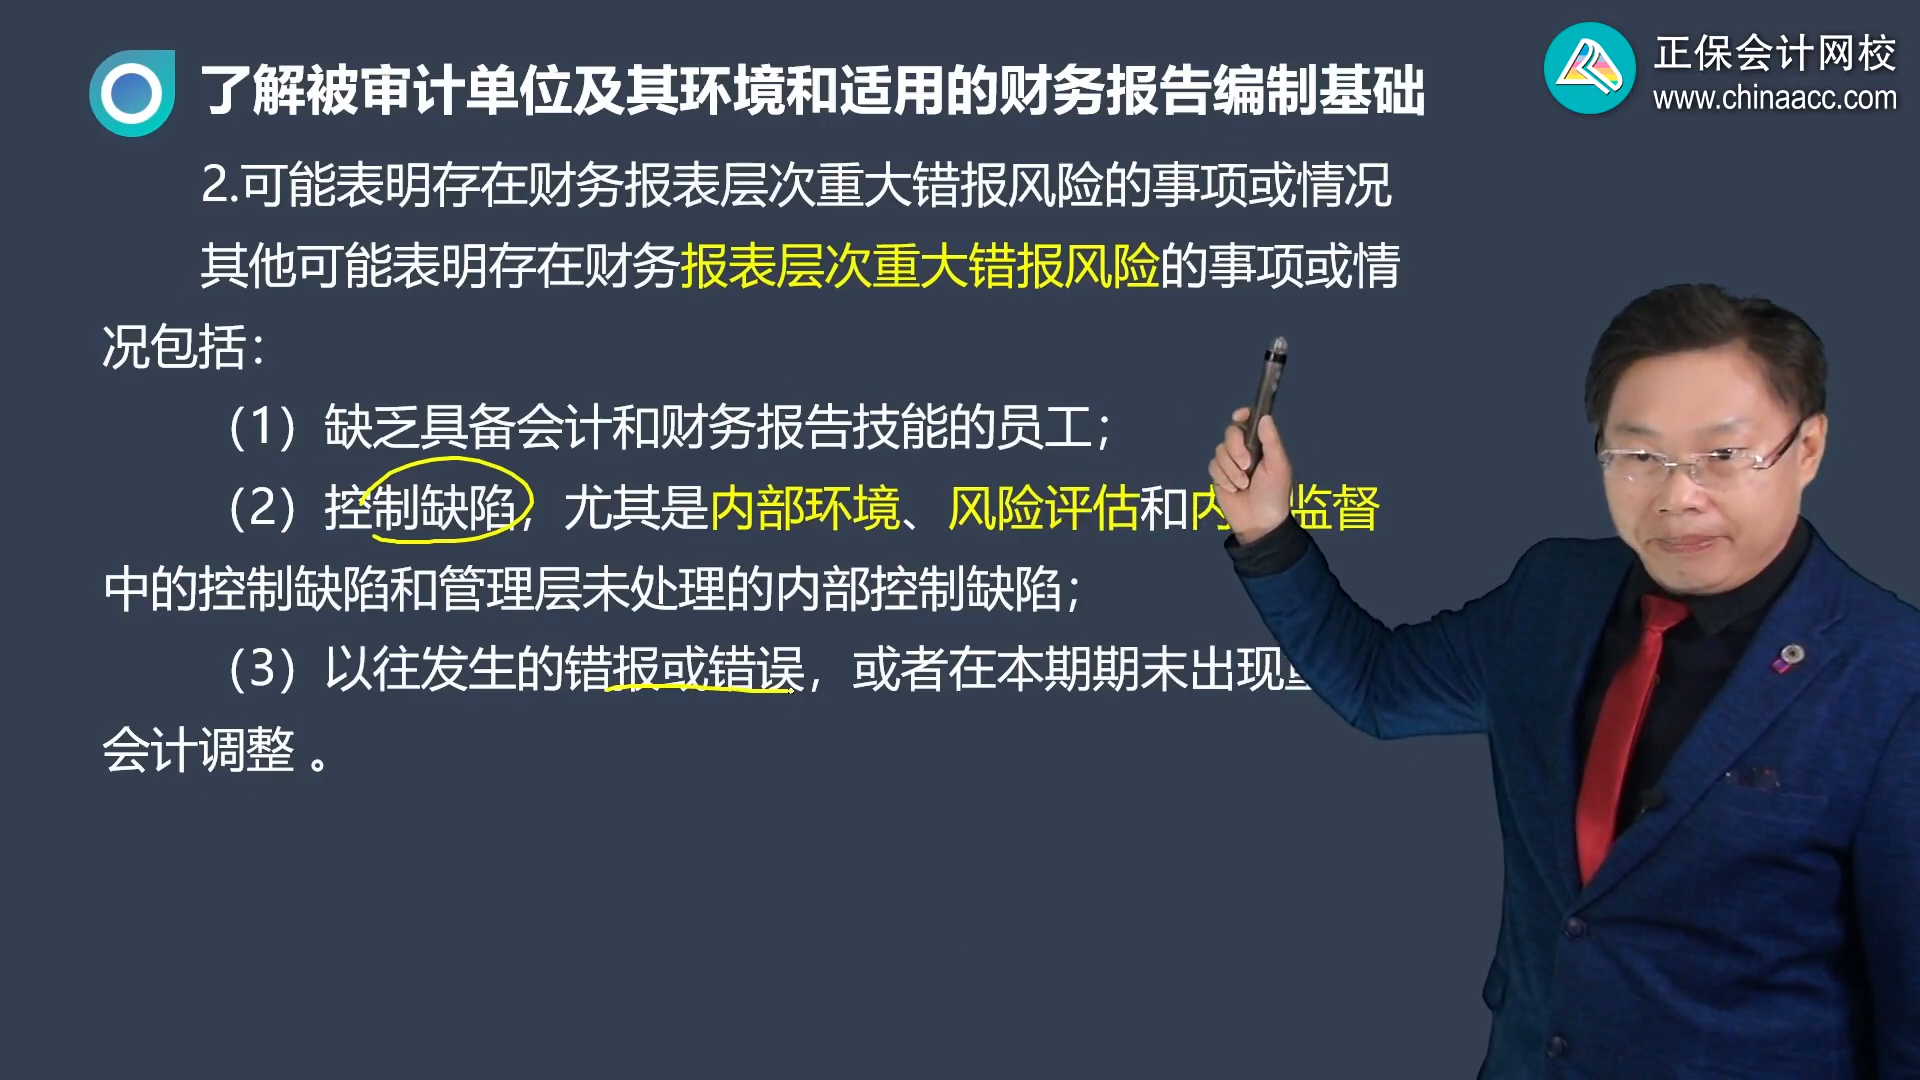 了解被审计单位及其环境和适用的财务报告编制基础
正保会计网校
www.chinaacc.com
2.可能表明存在财务报表层次重大错报风险的事项或情况
其他可能表明存在财务报表层次重大错报风险的事项或情
况包括：
（1）缺乏具备会计和财务报告技能的员工；
（2）控制缺陷，尤其是内部环境、风险评估和内 监督
中的控制缺陷和管理层未处理的内部控制缺陷；
（3）以往发生的错报或错误，或者在本期期末出现
会计调整 。